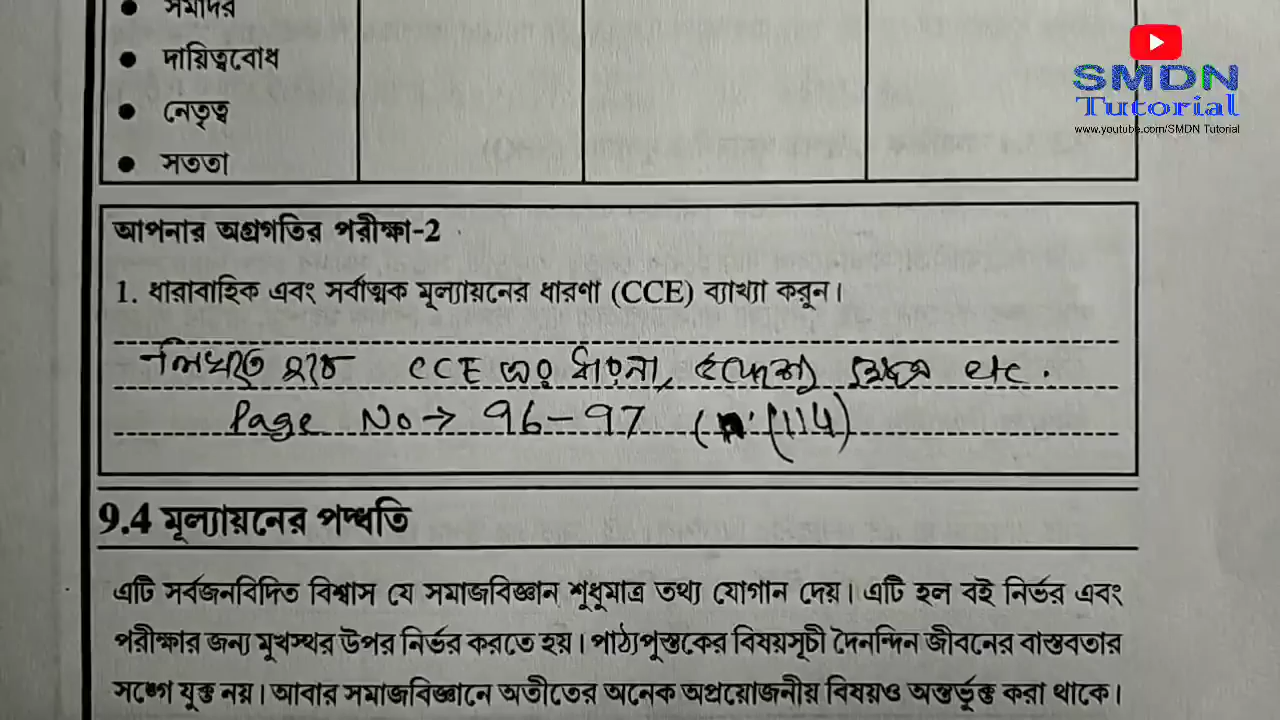 সমাদর
দায়িত্ববোধ
নেতৃত্ব
সততা
SMDN
Tutorial
www.youtube.com/SMDN Tutorial
আপনার অগ্রগতির পরীক্ষা-2
1. ধারাবাহিক এবং সর্বাত্মক মূল্যায়নের ধারণা (CCE) ব্যাখ্যা করুন।
লিখতে হবে CCE এর ধারনা, etc.
Page No → 96-97 (114)
9.4 মূল্যায়নের পদ্ধতি
এটি সর্বজনবিদিত বিশ্বাস যে সমাজবিজ্ঞান শুধুমাত্র তথ্য যোগান দেয়। এটি হল বই নির্ভর এবং
পরীক্ষার জন্য মুখস্থর উপর নির্ভর করতে হয়। পাঠ্যপুস্তকের বিষয়সূচী দৈনন্দিন জীবনের বাস্তবতার
সঙ্গে যুক্ত নয়। আবার সমাজবিজ্ঞানে অতীতের অনেক অপ্রয়োজনীয় বিষয়ও অন্তর্ভুক্ত করা থাকে।